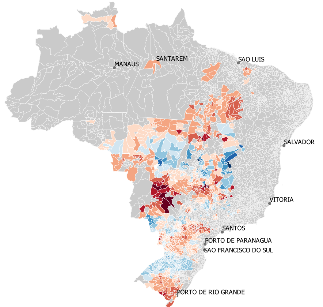 SAO LUIS
SANTAREM
MANAUS
SALVADOR
VITORIA
SANTOS
PORTO DE PARANAGUA
SAO FRANCISCO DO SUL
PORTO DE RIO GRANDE